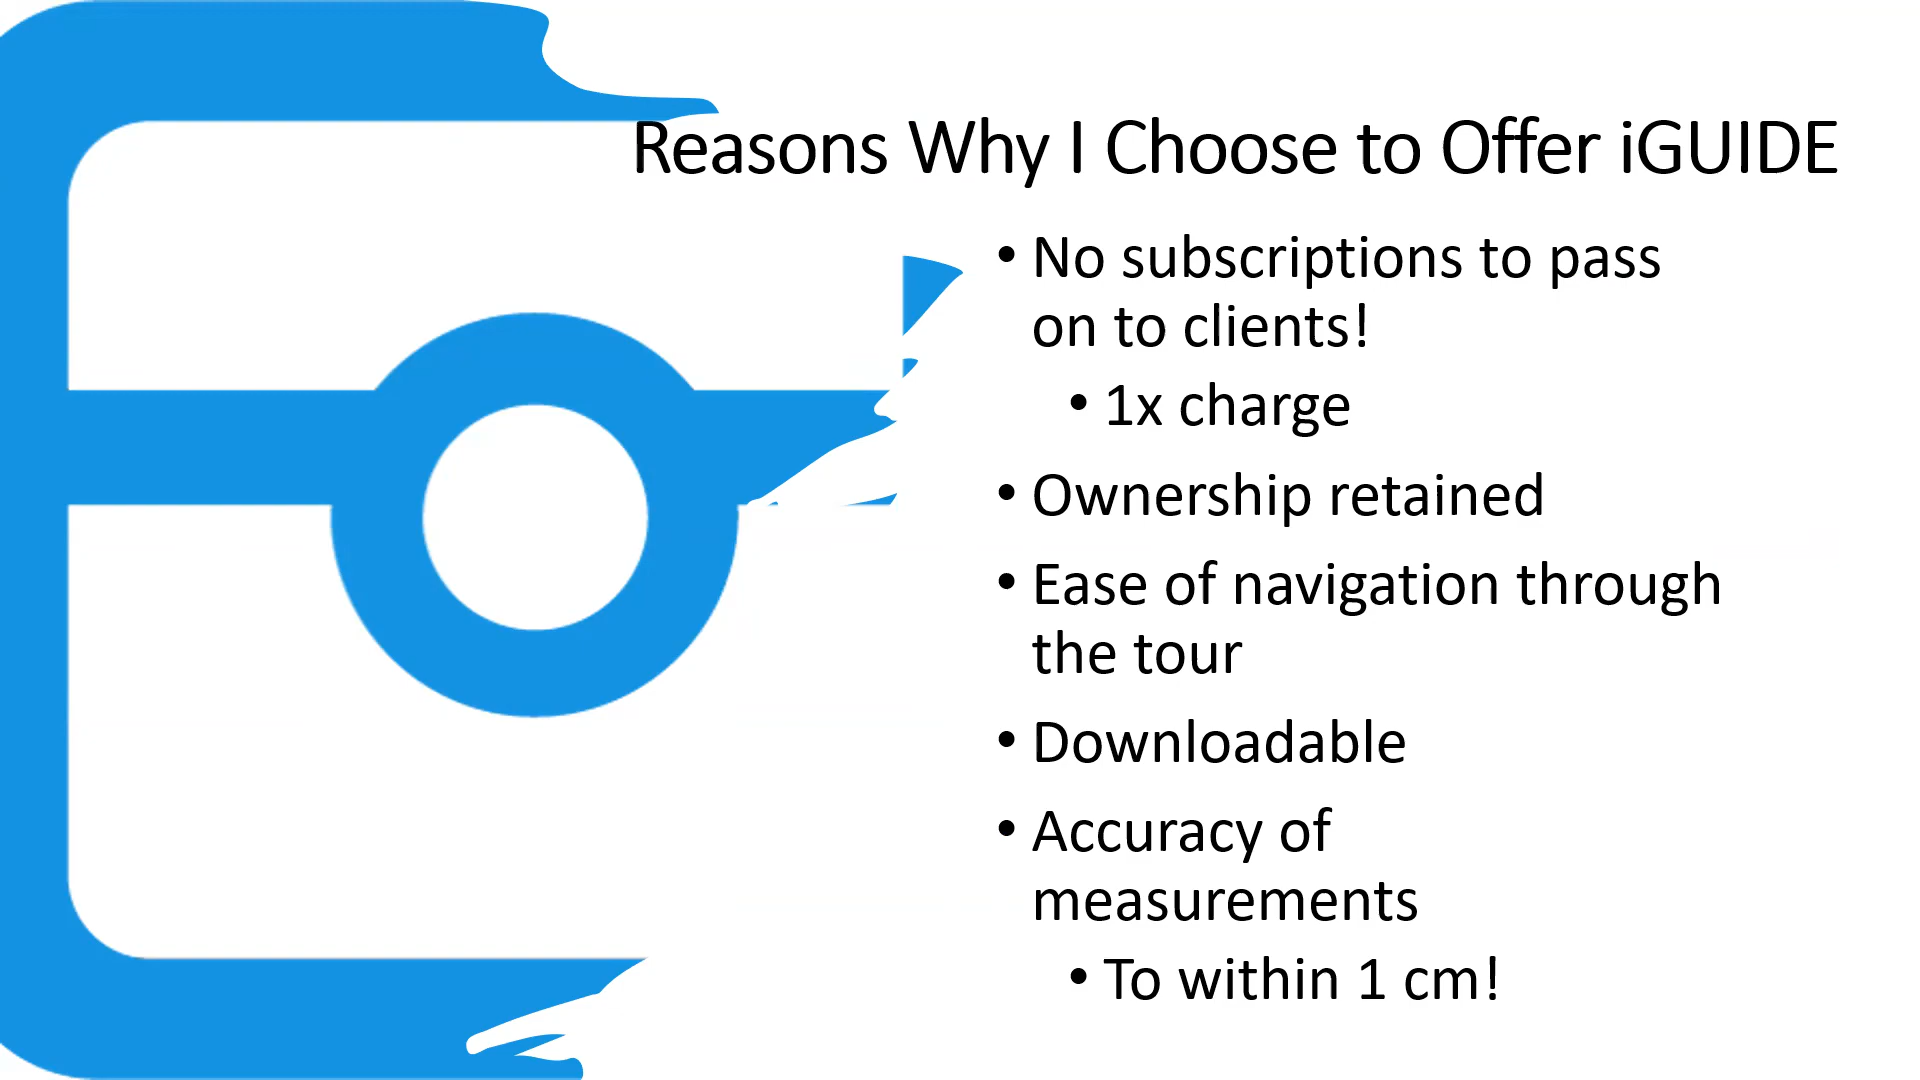 Reasons Why I Choose to Offer iGUIDE
• No subscriptions to pass
on to clients!
• 1x charge
• Ownership retained
• Ease of navigation through
the tour
• Downloadable
• Accuracy of
measurements
• To within 1 cm!